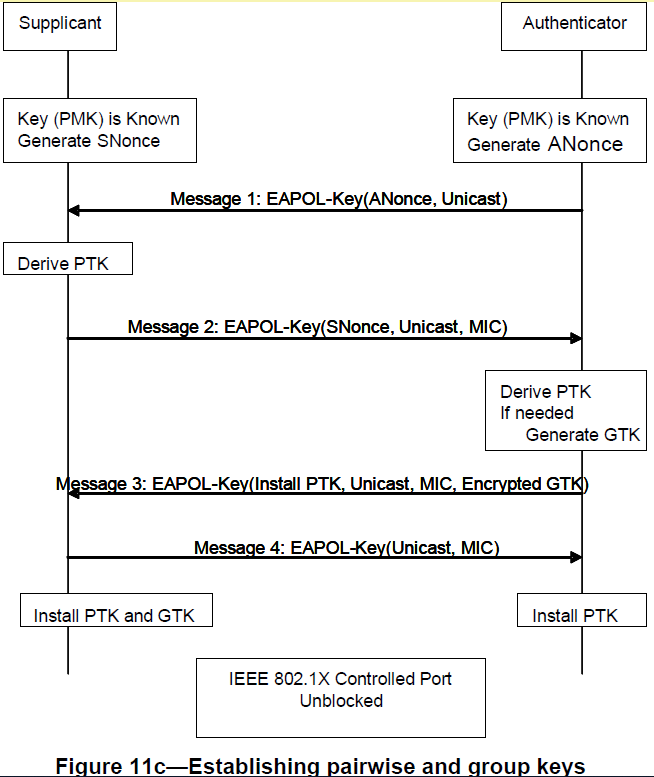 Supplicant
Authenticator
Key (PMK) is Known
Generate SNonce
Key (PMK) is Known
Generate ANonce
Message 1: EAPOL-Key(ANonce, Unicast)
Derive PTK
Message 2: EAPOL-Key(SNonce, Unicast, MIC)
Derive PTK
If needed
Generate GTK
Message 3: EAPOL-Key(Install PTK, Unicast, MIC, Encrypted GTK)
Message 4: EAPOL-Key(Unicast, MIC)
Install PTK and GTK
Install PTK
IEEE 802.1X Controlled Port
Unblocked
Figure 11c—Establishing pairwise and group keys